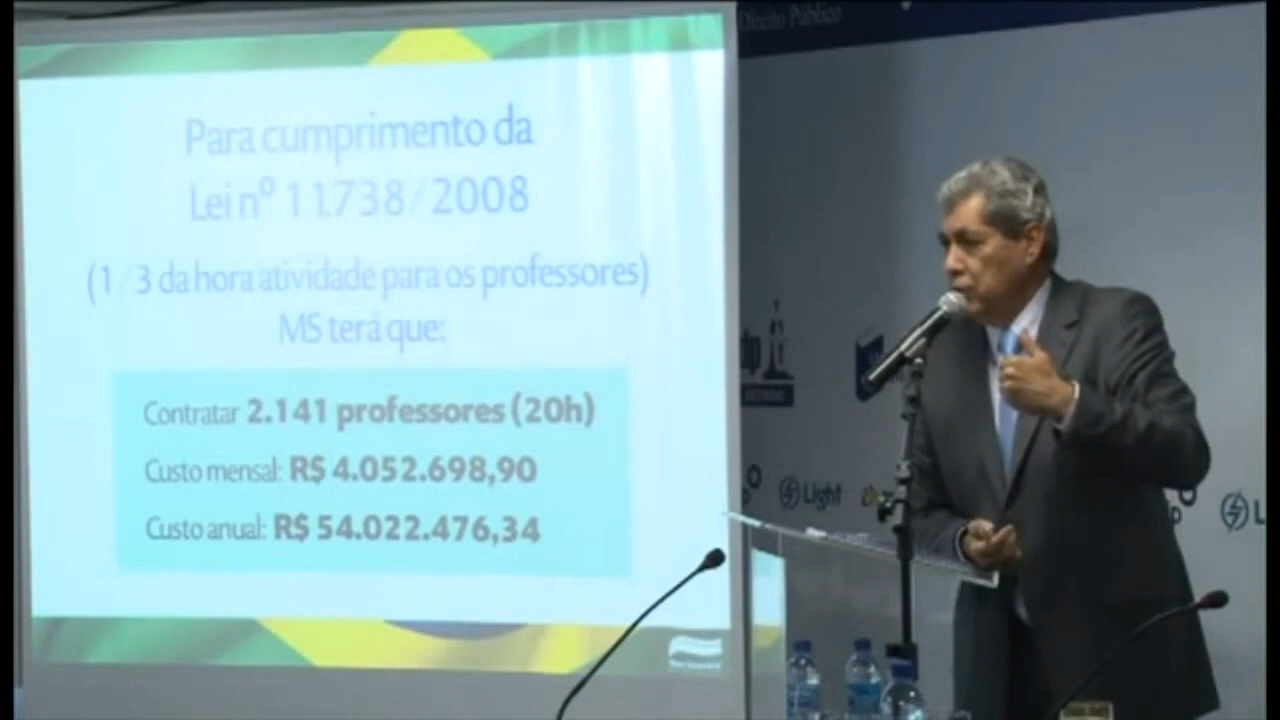 Direito Público
Para cumprimento da
Lei nº 11.738/2008
(1/3 da hora atividade para os professores)
MS terá que:
Contratar 2.141 professores (20h)
Custo mensal: R$ 4.052.698,90
Custo anual: R$ 54.022.476,34
Light